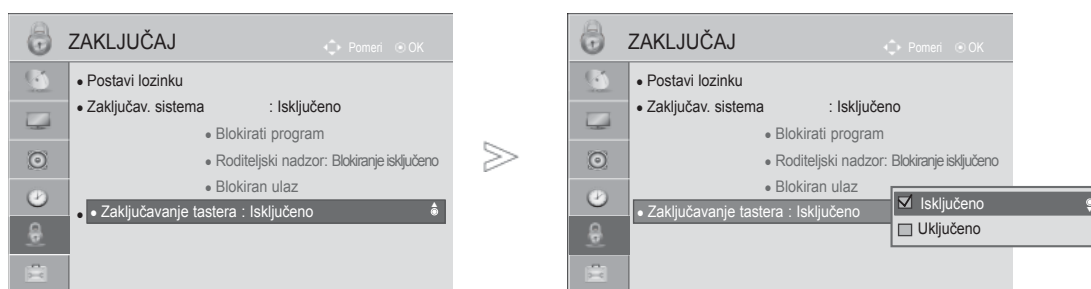 ZAKLJUČAJ
Pomeri OK
• Postavi lozinku
• Zaključav. sistema : Isključeno
• Blokirati program
• Roditeljski nadzor: Blokiranje isključeno
• Blokiran ulaz
• • Zaključavanje tastera : Isključeno
ZAKLJUČAJ
Pomeri OK
• Postavi lozinku
• Zaključav. sistema : Isključeno
• Blokirati program
• Roditeljski nadzor: Blokiranje isključeno
• Blokiran ulaz
• Zaključavanje tastera : Isključeno
Isključeno
Uključeno